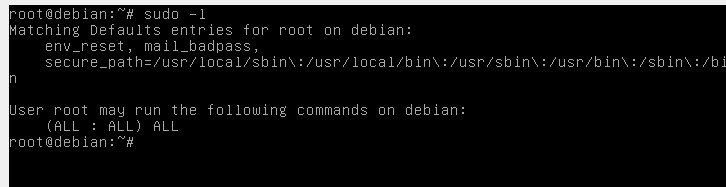 root@debian:~# sudo -l
Matching Defaults entries for root on debian:
    env_reset, mail_badpass,
    secure_path=/usr/local/sbin\:/usr/local/bin\:/usr/sbin\:/usr/bin\:/sbin\:/bi
n

User root may run the following commands on debian:
    (ALL : ALL) ALL
root@debian:~#